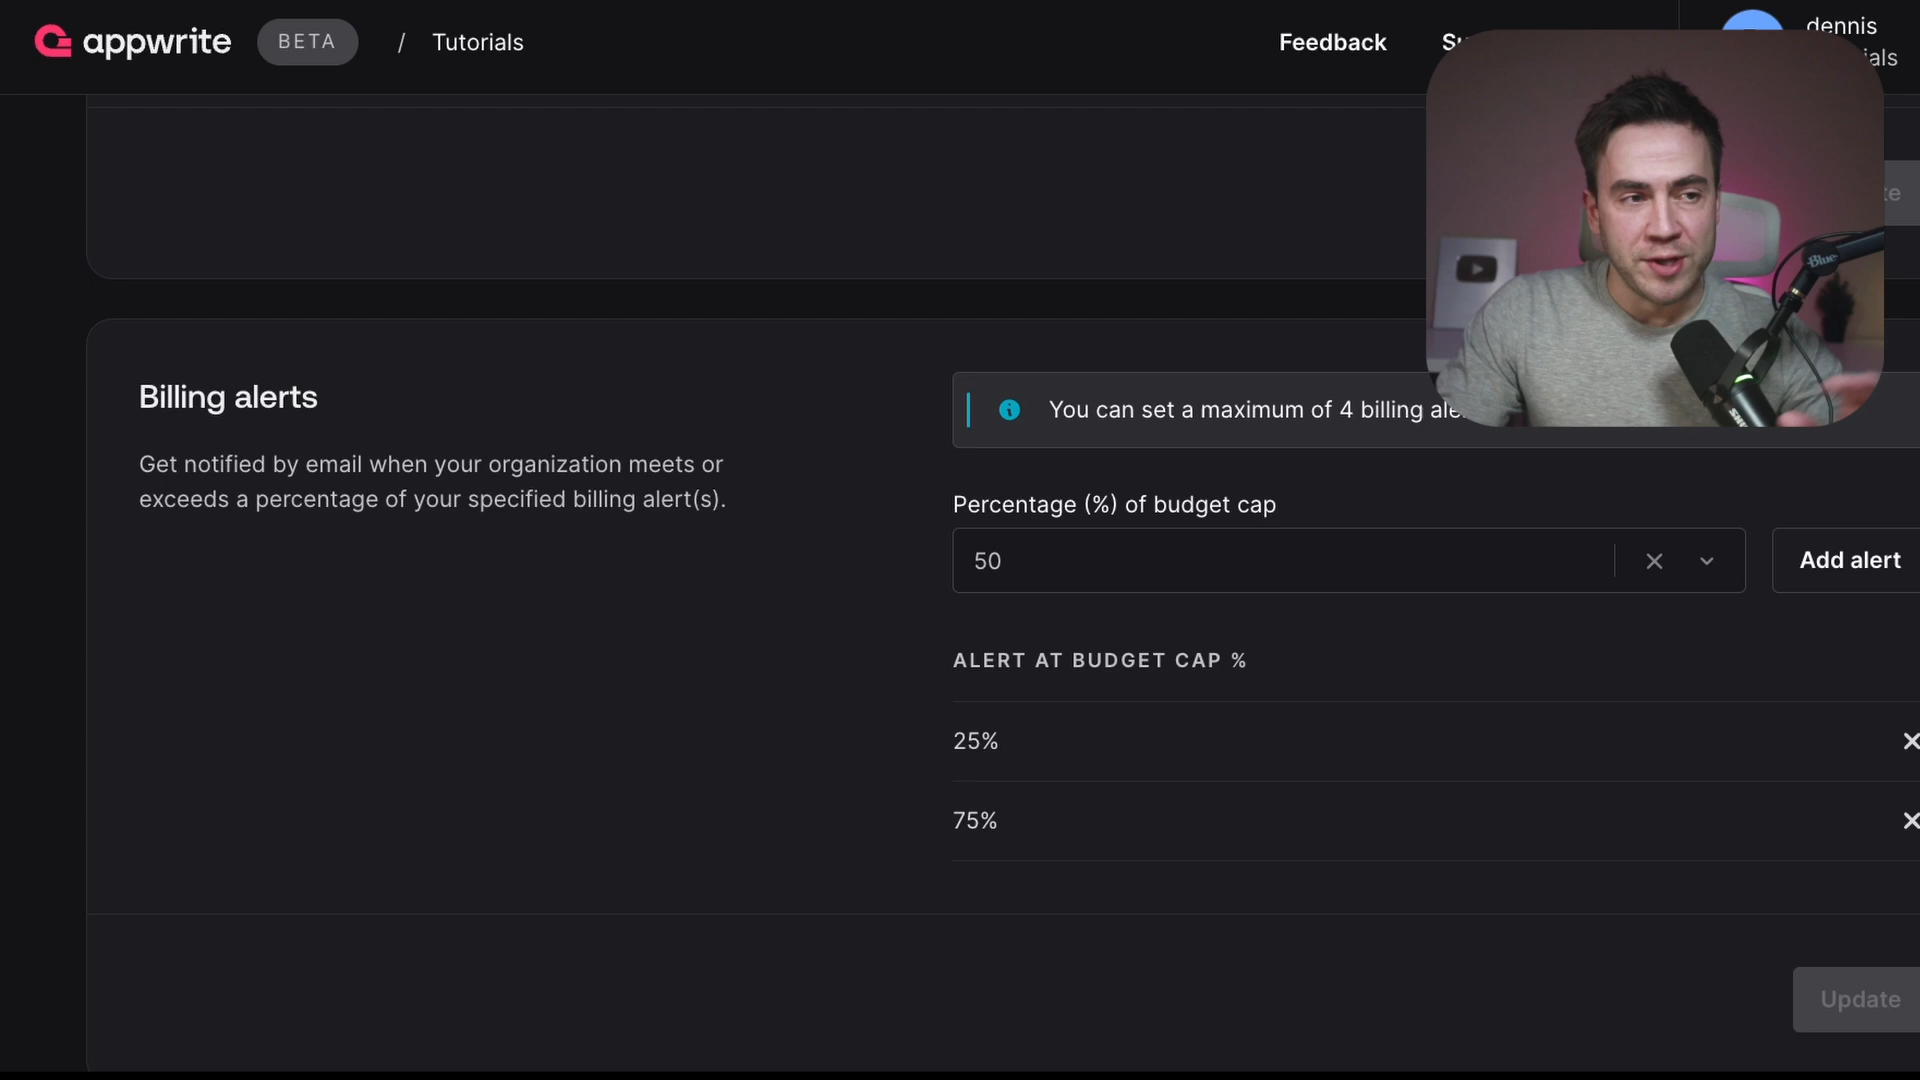 appwrite BETA / Tutorials Feedback dennis
Billing alerts
Get notified by email when your organization meets or
exceeds a percentage of your specified billing alert(s).
You can set a maximum of 4 billing
Percentage (%) of budget cap
50
Add alert
ALERT AT BUDGET CAP %
25%
75%
Update
Blue